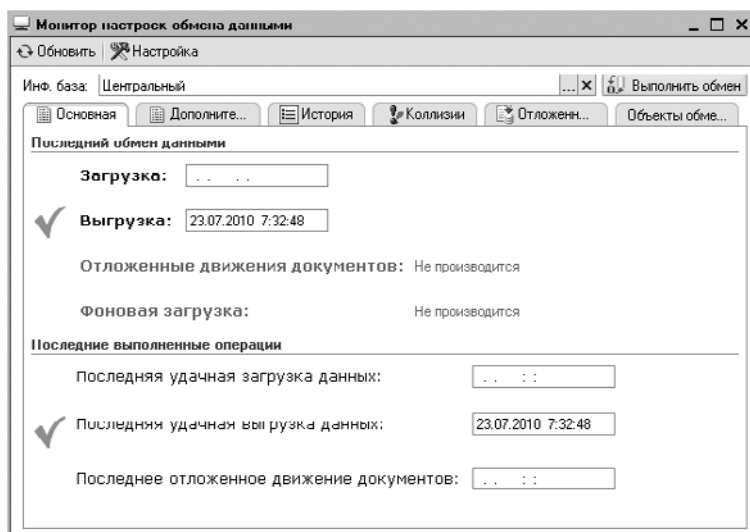 Монитор настроек обмена данными
Обновить Настройка
Инф. база: Центральный ... Выполнить обмен
Основная Дополните... История Коллизии Отложенн... Объекты обме...
Последний обмен данными
Загрузка: . . . .
Выгрузка: 23.07.2010 7:32:48
Отложенные движения документов: Не производится
Фоновая загрузка: Не производится
Последние выполненные операции
Последняя удачная загрузка данных: . . : :
Последняя удачная выгрузка данных: 23.07.2010 7:32:48
Последнее отложенное движение документов: . . : :